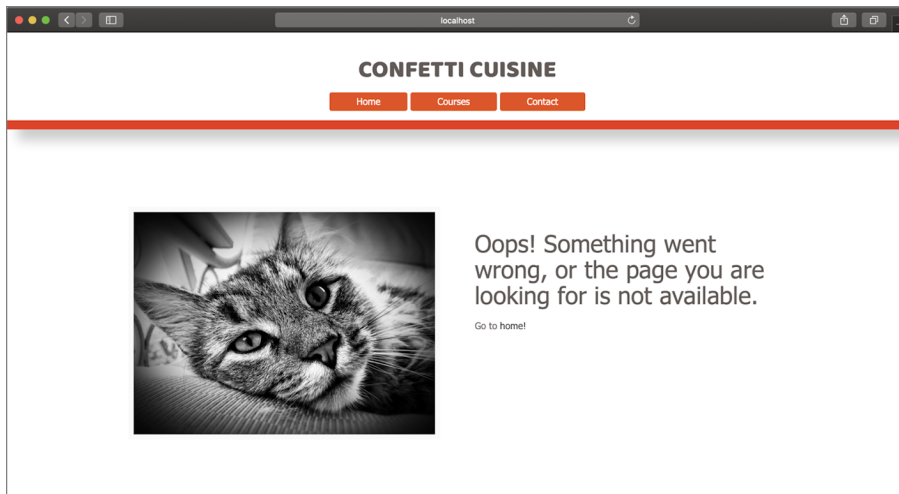 localhost
CONFETTI CUISINE
Home Courses Contact
Oops! Something went
wrong, or the page you are
looking for is not available.
Go to home!